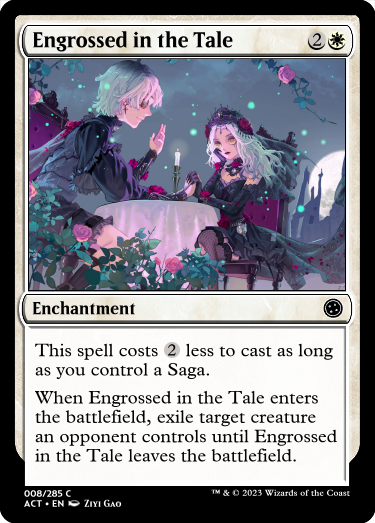 Engrossed in the Tale 2
Enchantment
This spell costs 2 less to cast as long
as you control a Saga.
When Engrossed in the Tale enters
the battlefield, exile target creature
an opponent controls until Engrossed
in the Tale leaves the battlefield.
008/285 C
ACT • EN Ziyi Gao
™ & © 2023 Wizards of the Coast